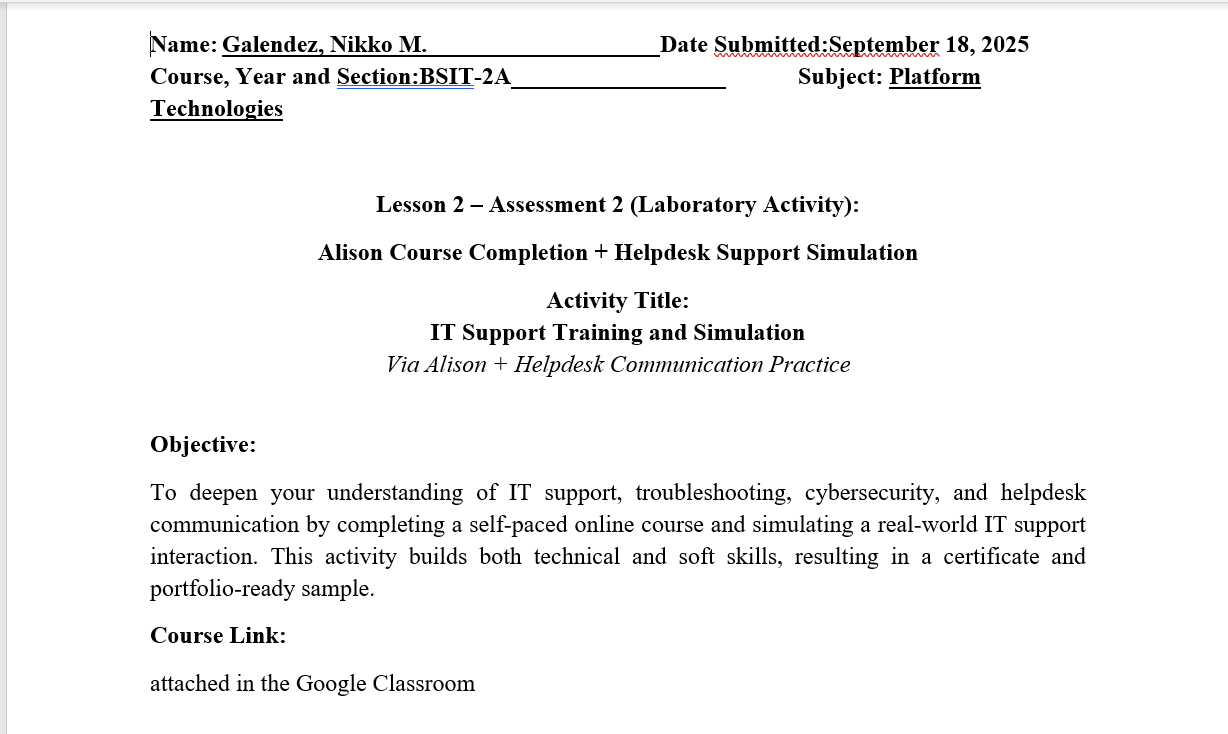 Name: Galendez, Nikko M.____________________Date Submitted:September 18, 2025
Course, Year and Section:BSIT-2A__________________ Subject: Platform
Technologies
Lesson 2 – Assessment 2 (Laboratory Activity):
Alison Course Completion + Helpdesk Support Simulation
Activity Title:
IT Support Training and Simulation
Via Alison + Helpdesk Communication Practice
Objective:
To deepen your understanding of IT support, troubleshooting, cybersecurity, and helpdesk
communication by completing a self-paced online course and simulating a real-world IT support
interaction. This activity builds both technical and soft skills, resulting in a certificate and
portfolio-ready sample.
Course Link:
attached in the Google Classroom